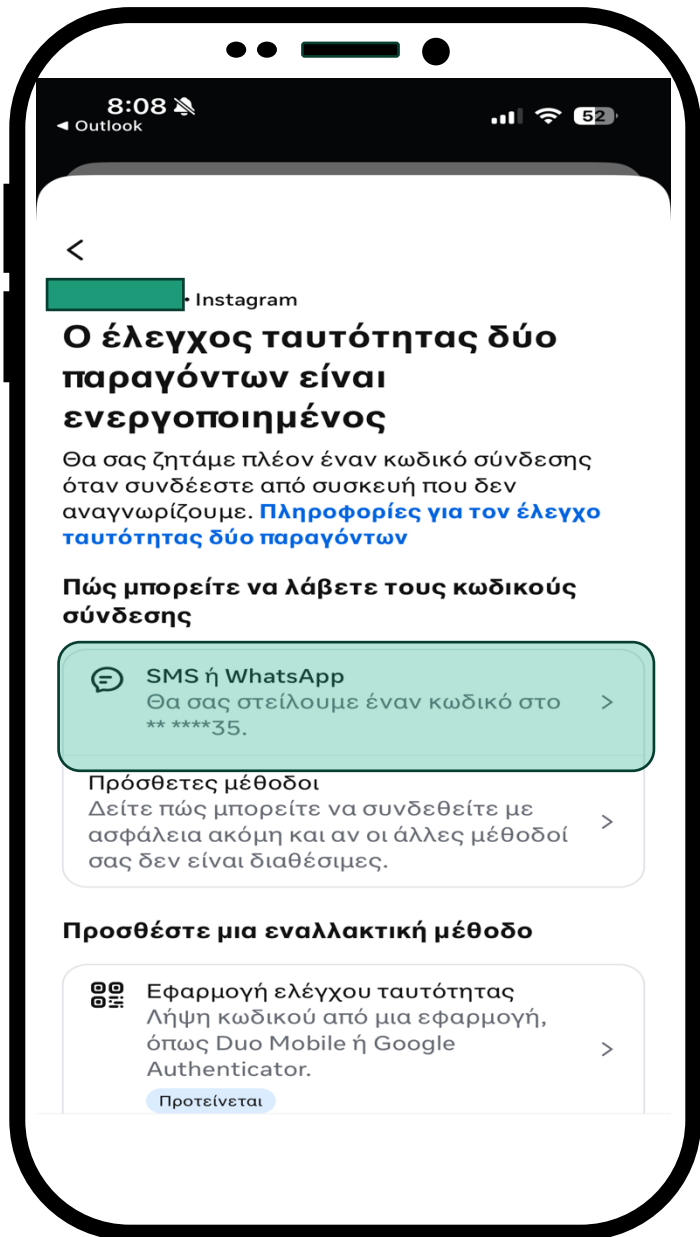 8:08
◄ Outlook
52
• Instagram
Ο έλεγχος ταυτότητας δύο
παραγόντων είναι
ενεργοποιημένος
Θα σας ζητάμε πλέον έναν κωδικό σύνδεσης
όταν συνδέεστε από συσκευή που δεν
αναγνωρίζουμε. Πληροφορίες για τον έλεγχο
ταυτότητας δύο παραγόντων
Πώς μπορείτε να λάβετε τους κωδικούς
σύνδεσης
SMS ή WhatsApp
Θα σας στείλουμε έναν κωδικό στο
** ****35.
Πρόσθετες μέθοδοι
Δείτε πώς μπορείτε να συνδεθείτε με
ασφάλεια ακόμη και αν οι άλλες μέθοδοί
σας δεν είναι διαθέσιμες.
Προσθέστε μια εναλλακτική μέθοδο
Εφαρμογή ελέγχου ταυτότητας
Λήψη κωδικού από μια εφαρμογή,
όπως Duo Mobile ή Google
Authenticator.
Προτείνεται